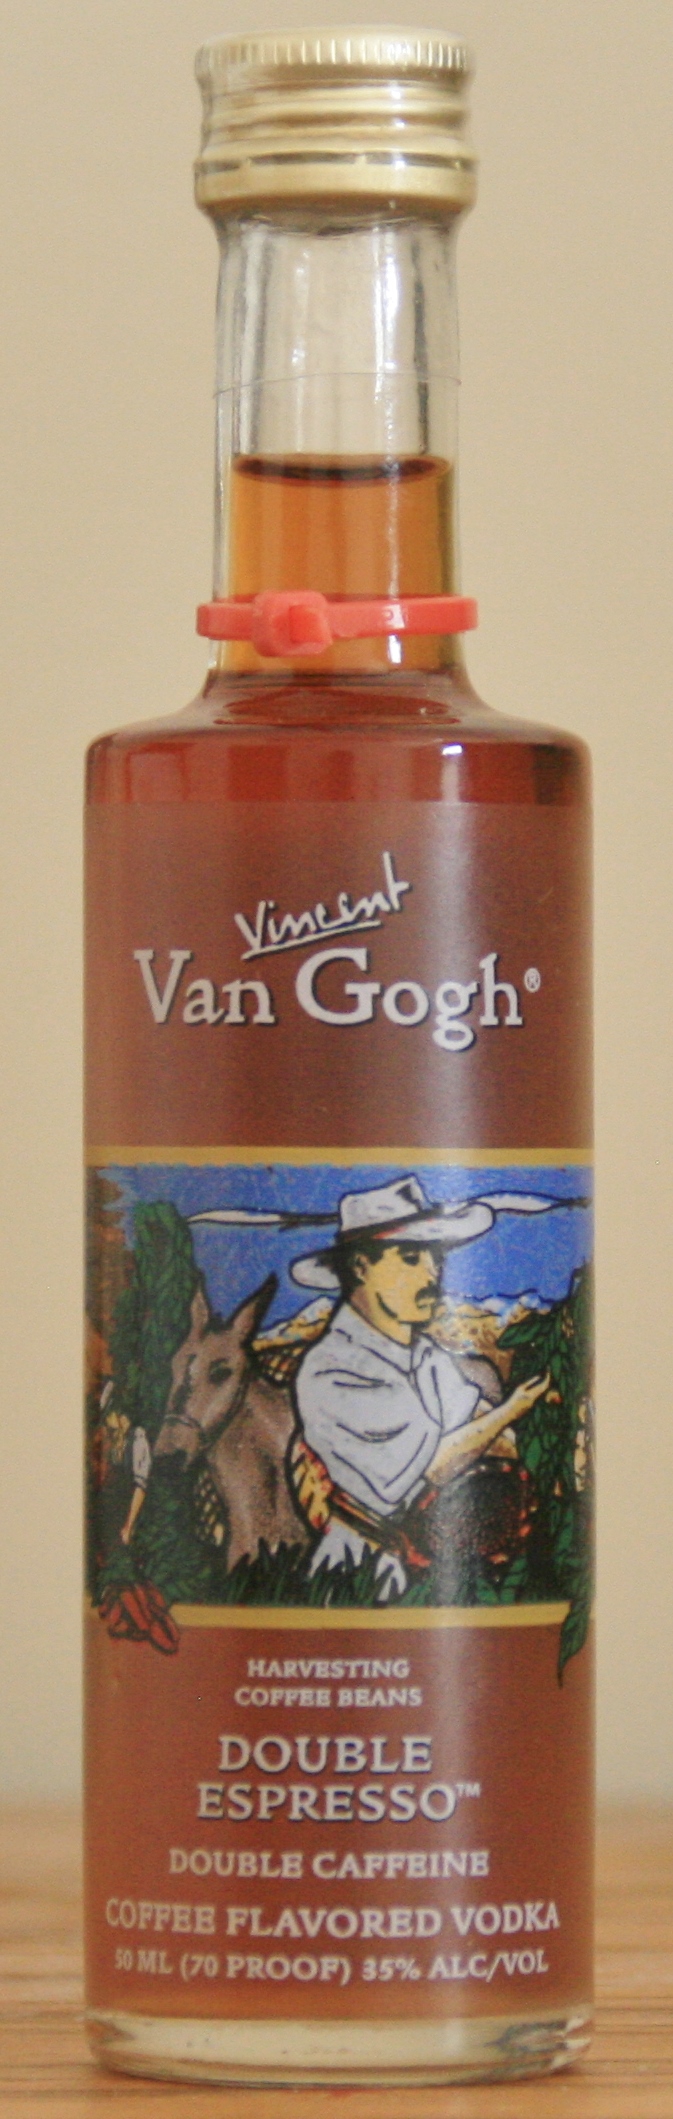 Vincent
Van Gogh®
HARVESTING
COFFEE BEANS
DOUBLE
ESPRESSO™
DOUBLE CAFFEINE
COFFEE FLAVORED VODKA
50 ML (70 PROOF) 35% ALC/VOL